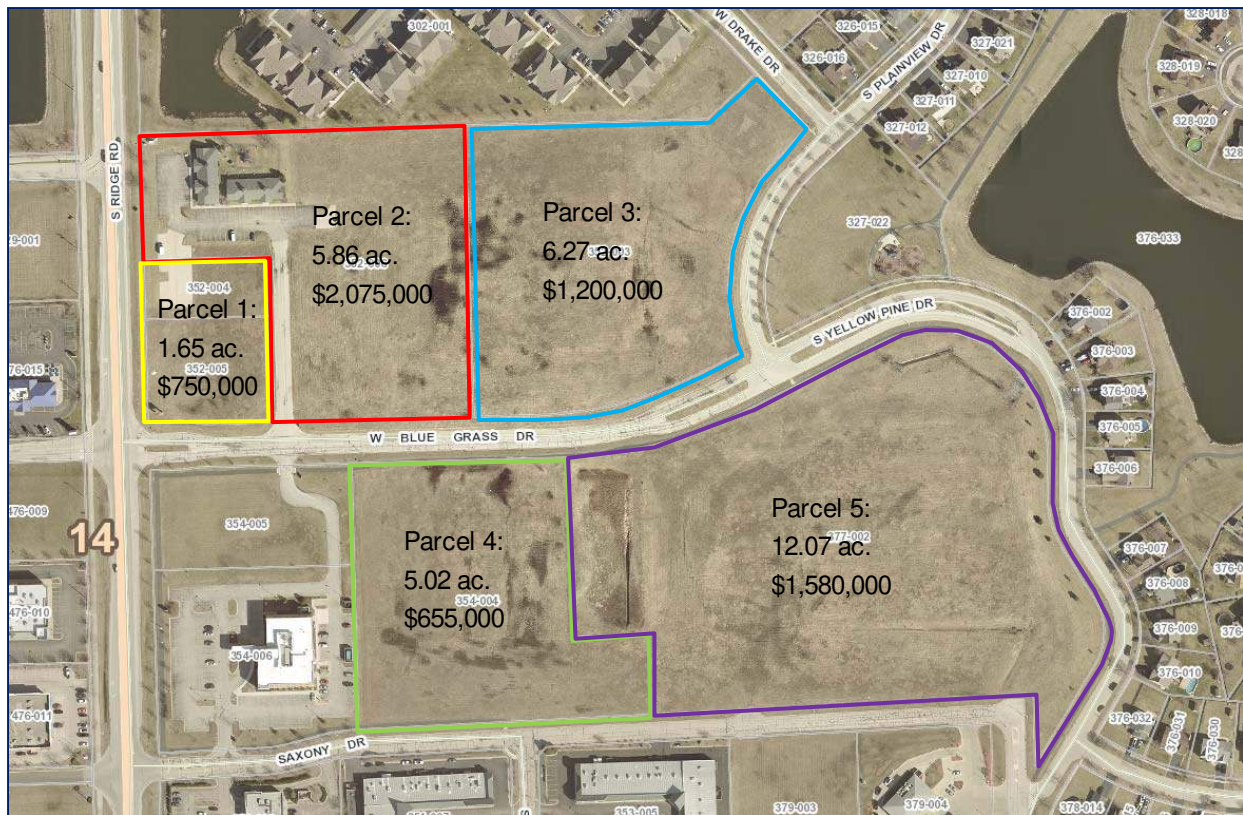 302-001
W DRAKE DR
326-015
326-016
S PLAINVIEW DR
327-021
327-010
327-011
327-012
328-018
328-019
328-020
S RIDGE RD
327-022
376-033
Parcel 2:
5.86 ac.
$2,075,000
Parcel 3:
6.27 ac.
$1,200,000
352-004
Parcel 1:
1.65 ac.
352-005
$750,000
S YELLOW PINE DR
376-002
376-003
376-004
376-005
376-006
W BLUE GRASS DR
14
354-005
Parcel 4:
5.02 ac.
354-004
$655,000
Parcel 5:
12.07 ac.
$1,580,000
354-006
376-007
376-008
376-009
376-010
476-010
476-011
SAXONY DR
376-032
376-031
376-030
353-005
379-003
379-004
378-014